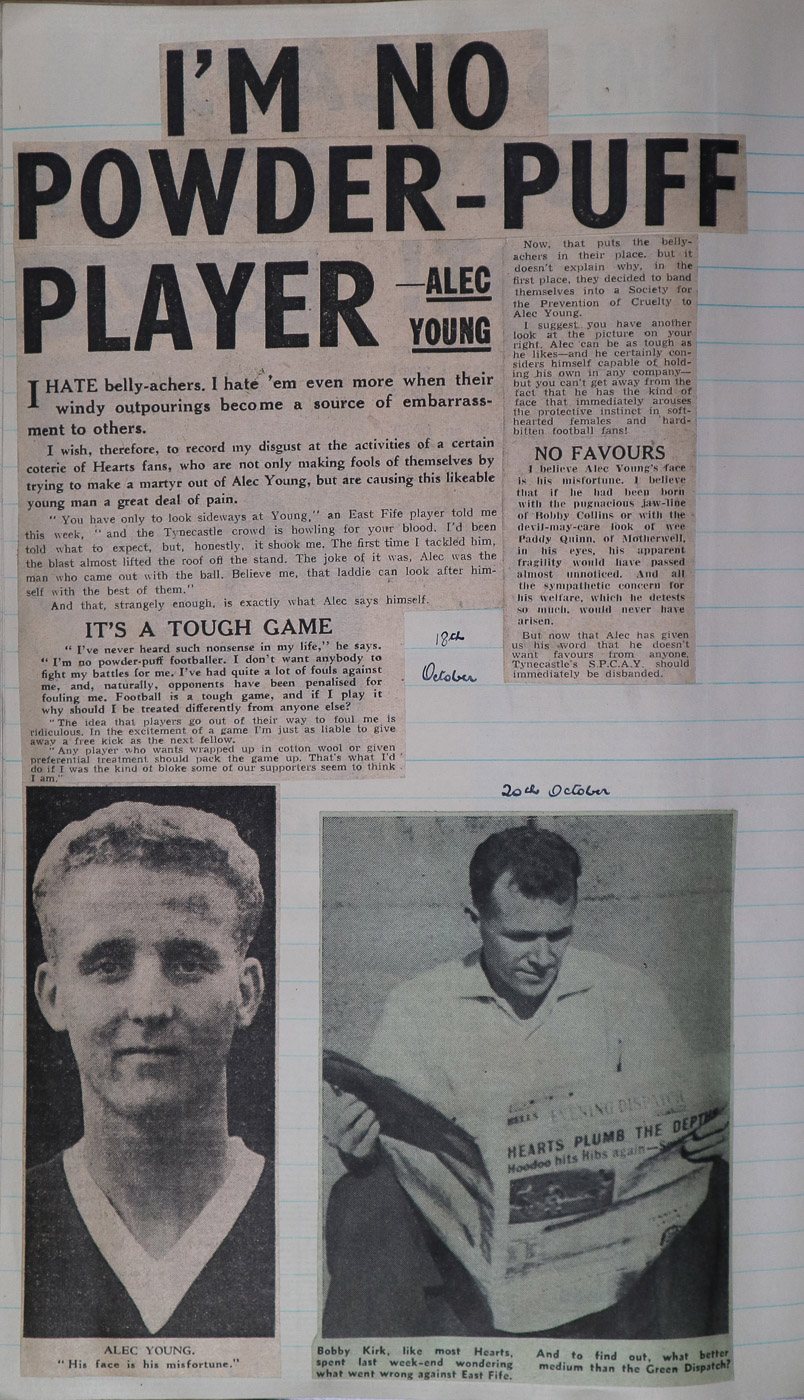 I'M NO
POWDER-PUFF
PLAYER —ALEC
YOUNG
I HATE belly-achers. I hate 'em even more when their
windy outpourings become a source of embarrass-
ment to others.
I wish, therefore, to record my disgust at the activities of a certain
coterie of Hearts fans, who are not only making fools of themselves by
trying to make a martyr out of Alec Young, but are causing this likeable
young man a great deal of pain.
" You have only to look sideways at Young," an East Fife player told me
this week, " and the Tynecastle crowd is howling for your blood. I'd been
told what to expect, but, honestly, it shook me. The first time I tackled him,
the blast almost lifted the roof off the stand. The joke of it was, Alec was the
man who came out with the ball. Believe me, that laddie can look after him-
self with the best of them."
And that, strangely enough, is exactly what Alec says himself.
IT'S A TOUGH GAME
" I've never heard such nonsense in my life," he says.
" I'm no powder-puff footballer. I don't want anybody to
fight my battles for me. I've had quite a lot of fouls against
me, and, naturally, opponents have been penalised for
fouling me. Football is a tough game, and if I play it
why should I be treated differently from anyone else?
" The idea that players go out of their way to foul me is
ridiculous. In the excitement of a game I'm just as liable to give
away a free kick as the next fellow.
" Any player who wants wrapped up in cotton wool or given
preferential treatment should pack the game up. That's what I'd
do if I was the kind of bloke some of our supporters seem to think
I am."
Now, that puts the belly-
achers in their place, but it
doesn't explain why, in the
first place, they decided to band
themselves into a Society for
the Prevention of Cruelty to
Alec Young.
I suggest you have another
look at the picture on your
right. Alec can be as tough as
he likes—and he certainly con-
siders himself capable of hold-
ing his own in any company—
but you can't get away from the
fact that he has the kind of
face that immediately arouses
the protective instinct in soft-
hearted females and hard-
bitten football fans!
NO FAVOURS
I believe Alec Young's face
is his misfortune. I believe
that if he had been born
with the pugnacious jaw-line
of Bobby Collins or with the
devil-may-care look of wee
Paddy Quinn, of Motherwell,
in his eyes, his apparent
fragility would have passed
almost unnoticed. And all
the sympathetic concern for
his welfare, which he detests
so much, would never have
arisen.
But now that Alec has given
us his word that he doesn't
want favours from anyone,
Tynecastle's S.P.C.A.Y. should
immediately be disbanded.
18th
October
20th October
ALEC YOUNG.
" His face is his misfortune."
EVENING DISPATCH
HEARTS PLUMB THE DEPTHS
Hoodoo hits Hibs again—
Bobby Kirk, like most Hearts,
spent last week-end wondering
what went wrong against East Fife.
And to find out, what better
medium than the Green Dispatch?